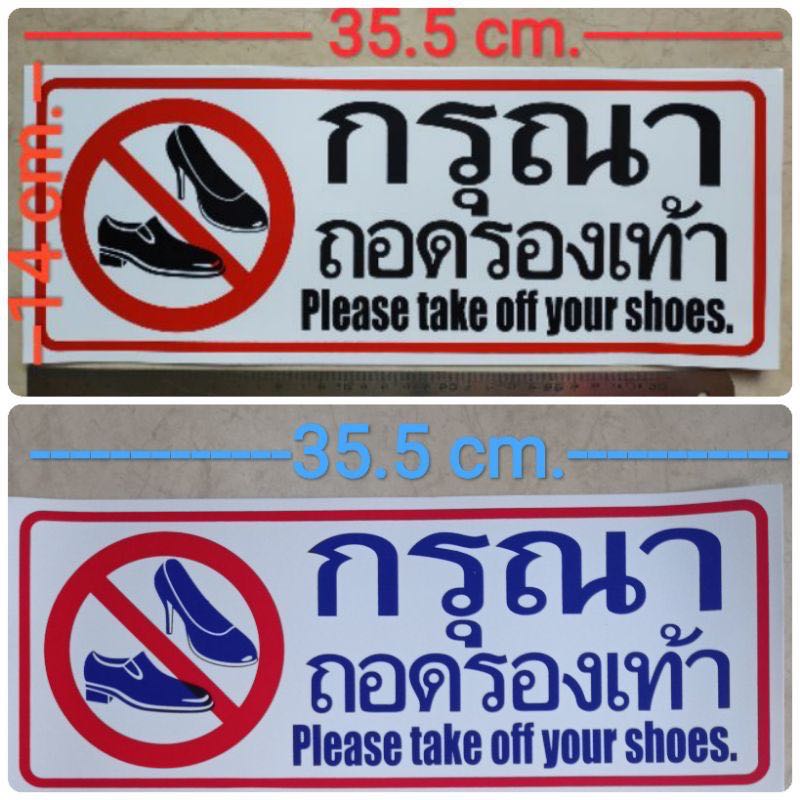 35.5 cm.
14 cm.
กรุณา
ถอดรองเท้า
Please take off your shoes.
35.5 cm.
กรุณา
ถอดรองเท้า
Please take off your shoes.